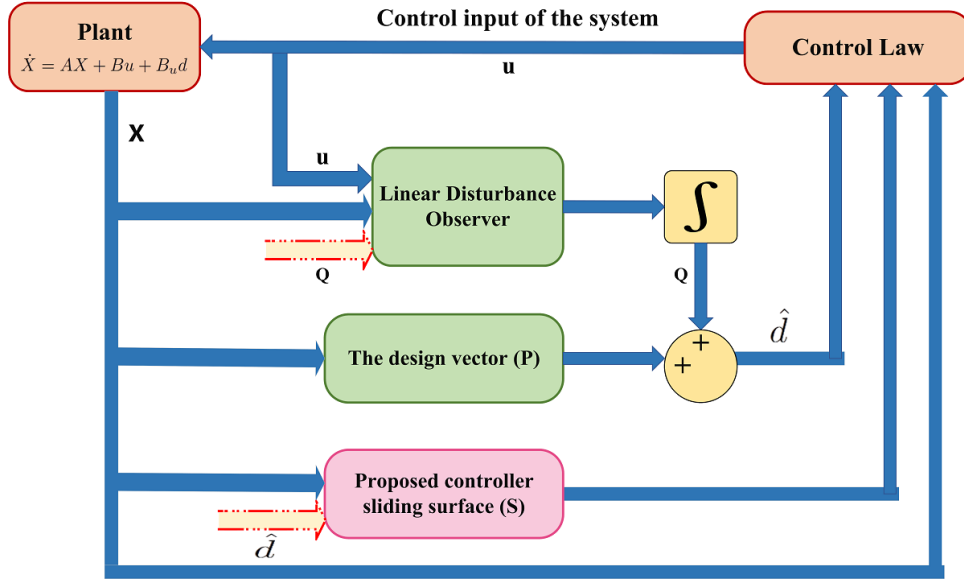 Control input of the system
Plant
Ẋ = AX + Bu + B_u d
Control Law
u
X
u
Linear Disturbance
Observer
∫
Q
Q
The design vector (P)
+
+
d̂
Proposed controller
sliding surface (S)
d̂